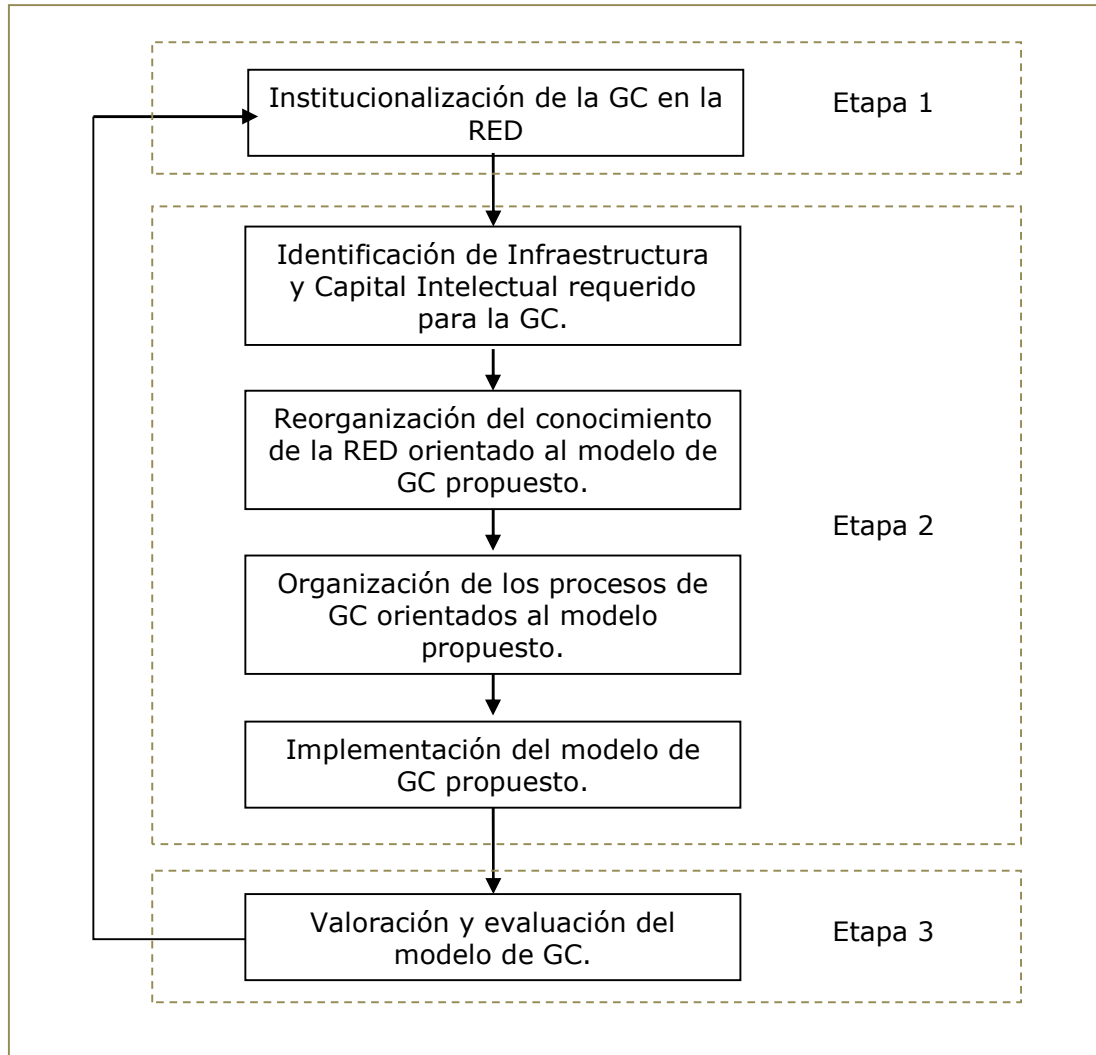 Institucionalización de la GC en la
RED
Etapa 1
Identificación de Infraestructura
y Capital Intelectual requerido
para la GC.
Reorganización del conocimiento
de la RED orientado al modelo de
GC propuesto.
Organización de los procesos de
GC orientados al modelo
propuesto.
Implementación del modelo de
GC propuesto.
Etapa 2
Valoración y evaluación del
modelo de GC.
Etapa 3